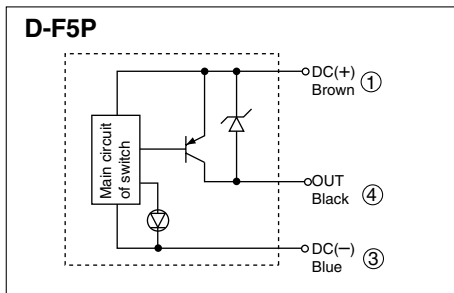 D-F5P
DC(+) ①
Brown
Main circuit
of switch
OUT
Black ④
DC(−) ③
Blue